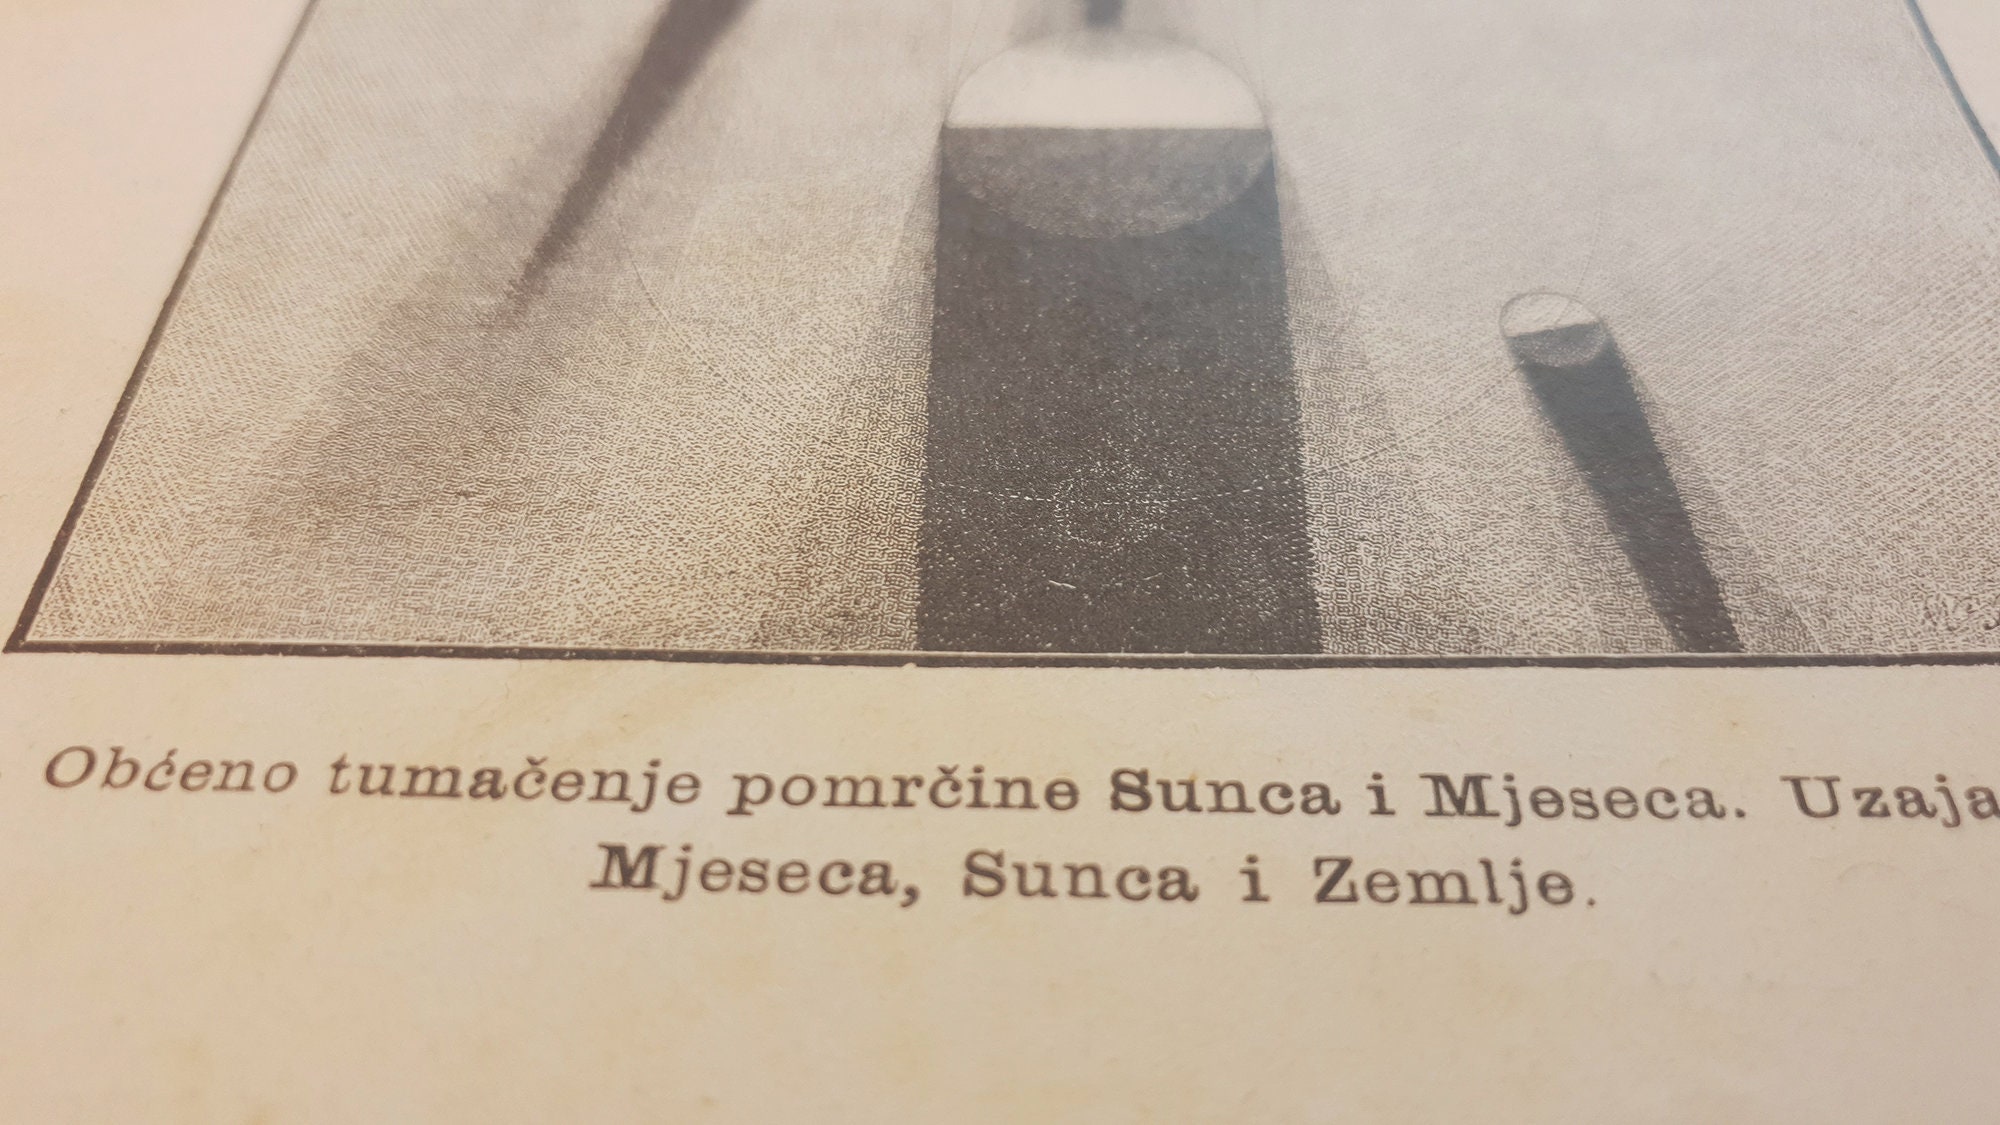 Obćeno tumačenje pomrčine Sunca i Mjeseca. Uzaja
Mjeseca, Sunca i Zemlje.